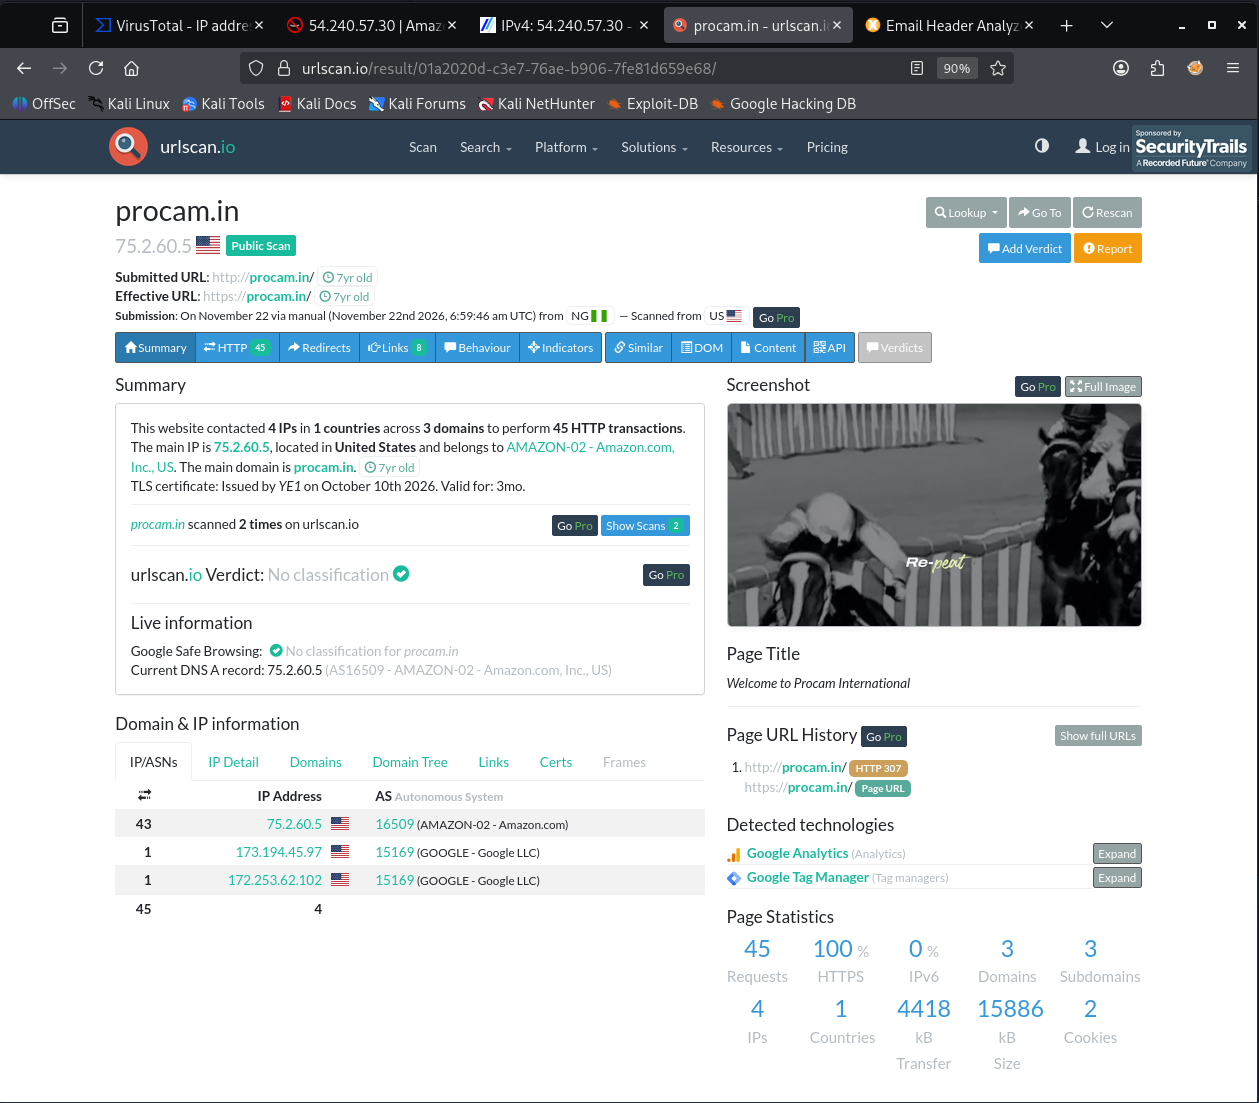 VirusTotal - IP addre
54.240.57.30 | Amaz
IPv4: 54.240.57.30 -
procam.in - urlscan.i
Email Header Analyz
urlscan.io/result/01a2020d-c3e7-76ae-b906-7fe81d659e68/
90%
OffSec
Kali Linux
Kali Tools
Kali Docs
Kali Forums
Kali NetHunter
Exploit-DB
Google Hacking DB
urlscan.io
Scan
Search
Platform
Solutions
Resources
Pricing
Log in
Sponsored by
SecurityTrails
A Recorded Future® Company
procam.in
Lookup
Go To
Rescan
75.2.60.5
Public Scan
Add Verdict
Report
Submitted URL: http://procam.in/ 7yr old
Effective URL: https://procam.in/ 7yr old
Submission: On November 22 via manual (November 22nd 2026, 6:59:46 am UTC) from NG — Scanned from US Go Pro
Summary
HTTP 45
Redirects
Links 8
Behaviour
Indicators
Similar
DOM
Content
API
Verdicts
Summary
This website contacted 4 IPs in 1 countries across 3 domains to perform 45 HTTP transactions.
The main IP is 75.2.60.5, located in United States and belongs to AMAZON-02 - Amazon.com,
Inc., US. The main domain is procam.in. 7yr old
TLS certificate: Issued by YE1 on October 10th 2026. Valid for: 3mo.
procam.in scanned 2 times on urlscan.io
Go Pro
Show Scans 2
urlscan.io Verdict: No classification
Go Pro
Live information
Google Safe Browsing: No classification for procam.in
Current DNS A record: 75.2.60.5 (AS16509 - AMAZON-02 - Amazon.com, Inc., US)
Domain & IP information
IP/ASNs
IP Detail
Domains
Domain Tree
Links
Certs
Frames
IP Address AS Autonomous System
43 75.2.60.5 16509 (AMAZON-02 - Amazon.com)
1 173.194.45.97 15169 (GOOGLE - Google LLC)
1 172.253.62.102 15169 (GOOGLE - Google LLC)
45 4
Screenshot
Go Pro
Full Image
Re-peat
Page Title
Welcome to Procam International
Page URL History Go Pro
Show full URLs
1. http://procam.in/ HTTP 307
https://procam.in/ Page URL
Detected technologies
Google Analytics (Analytics) Expand
Google Tag Manager (Tag managers) Expand
Page Statistics
45 100 % 0 % 3 3
Requests HTTPS IPv6 Domains Subdomains
4 1 4418 15886 2
IPs Countries kB kB Cookies
Transfer Size